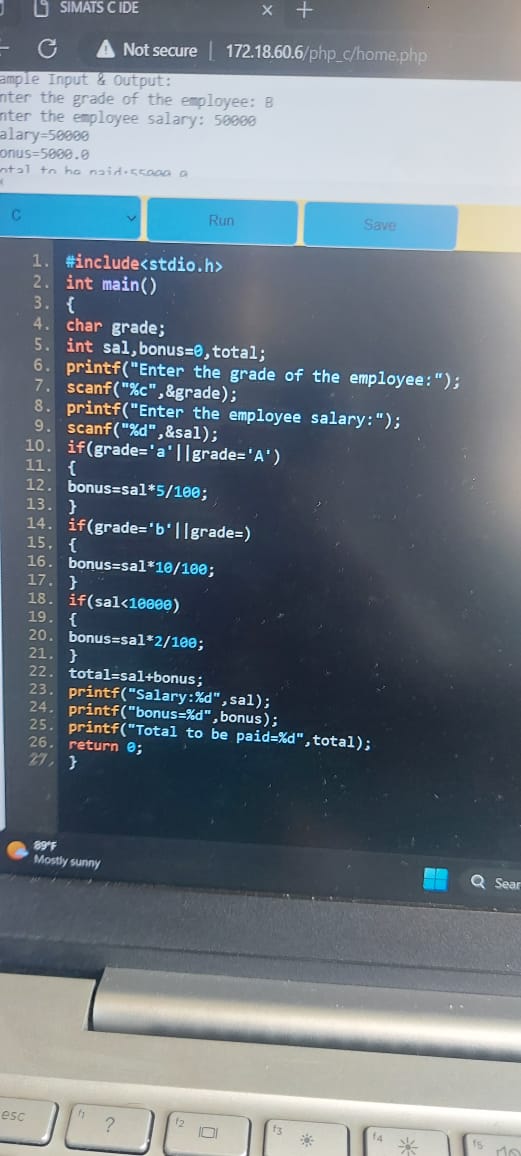 SIMATS C IDE × +
Not secure | 172.18.60.6/php_c/home.php
ample Input & Output:
nter the grade of the employee: B
nter the employee salary: 50000
alary=50000
onus=5000.0
C Run Save
1. #include<stdio.h>
2. int main()
3. {
4. char grade;
5. int sal,bonus=0,total;
6. printf("Enter the grade of the employee:");
7. scanf("%c",&grade);
8. printf("Enter the employee salary:");
9. scanf("%d",&sal);
10. if(grade='a'||grade='A')
11. {
12. bonus=sal*5/100;
13. }
14. if(grade='b'||grade=)
15. {
16. bonus=sal*10/100;
17. }
18. if(sal<10000)
19. {
20. bonus=sal*2/100;
21. }
22. total=sal+bonus;
23. printf("Salary:%d",sal);
24. printf("bonus=%d",bonus);
25. printf("Total to be paid=%d",total);
26. return 0;
27. }
89°F
Mostly sunny
Sear
esc f1 ? f2 f3 f4 f5